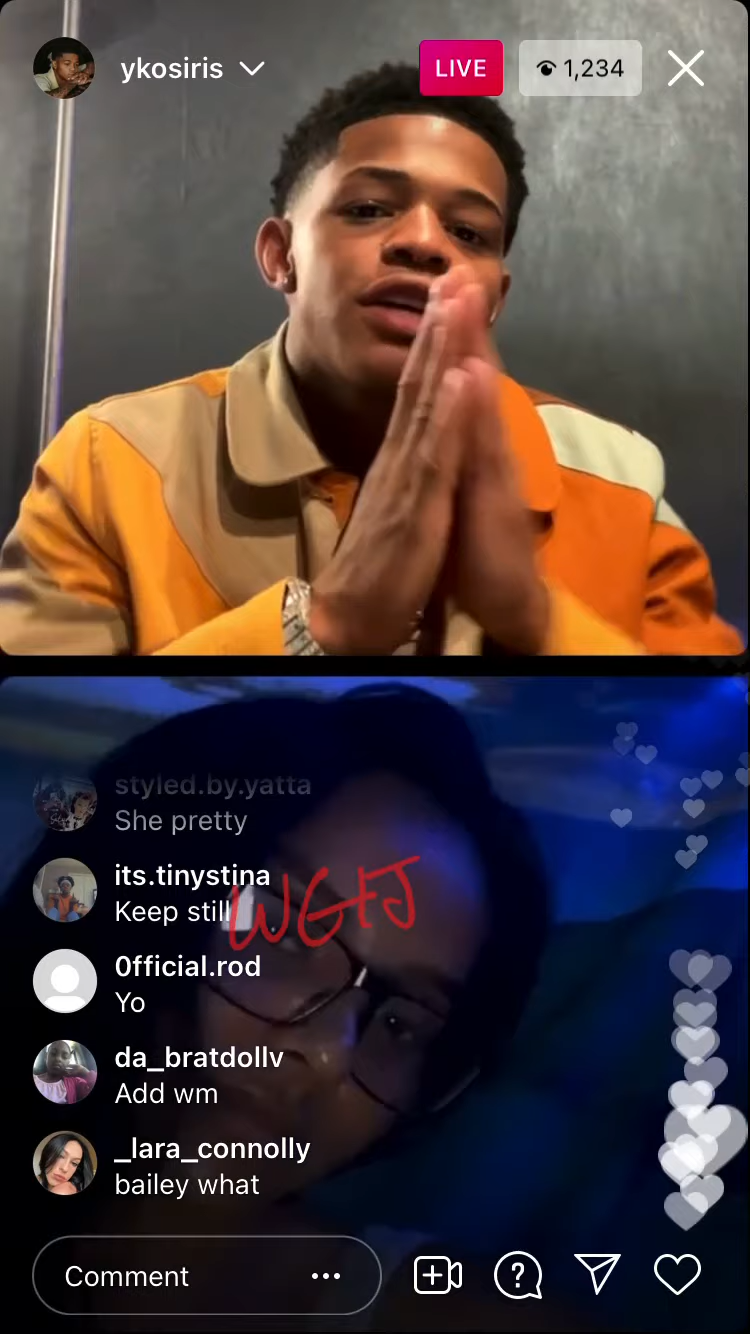 ykosiris
LIVE
1,234
styled.by.yatta
She pretty
its.tinystina
Keep still
0fficial.rod
Yo
da_bratdollv
Add wm
_lara_connolly
bailey what
Comment